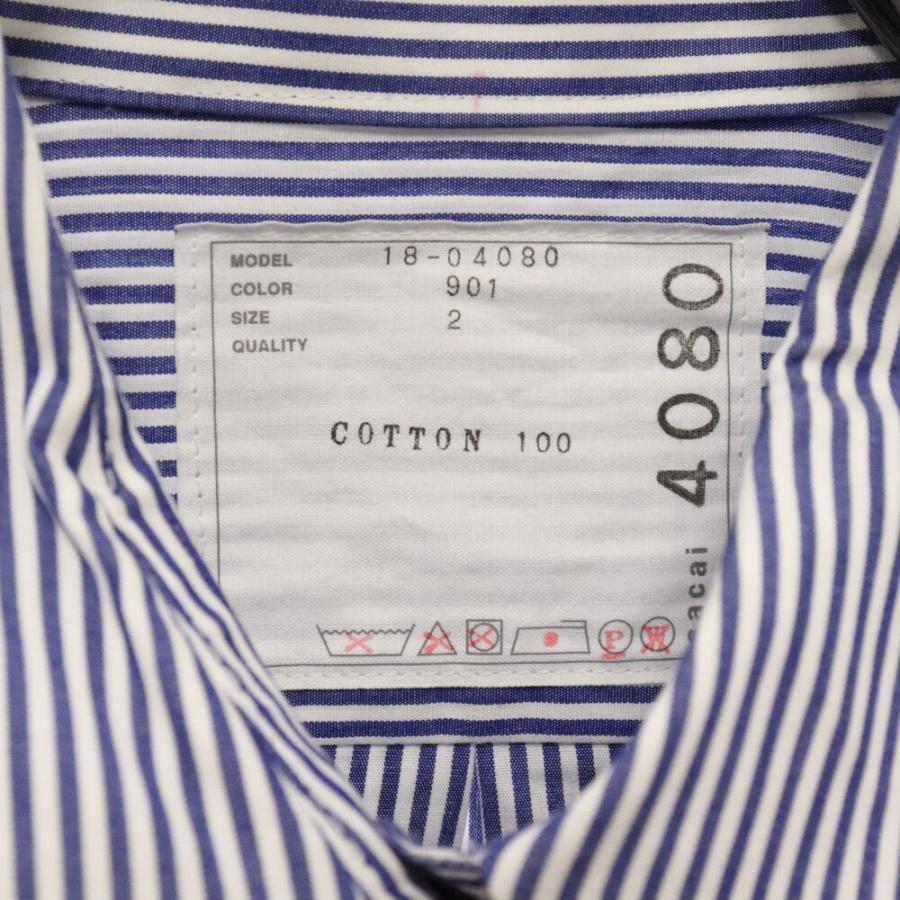 MODEL 18-04080
COLOR 901
SIZE 2
QUALITY
COTTON 100
sacai 4080
P W